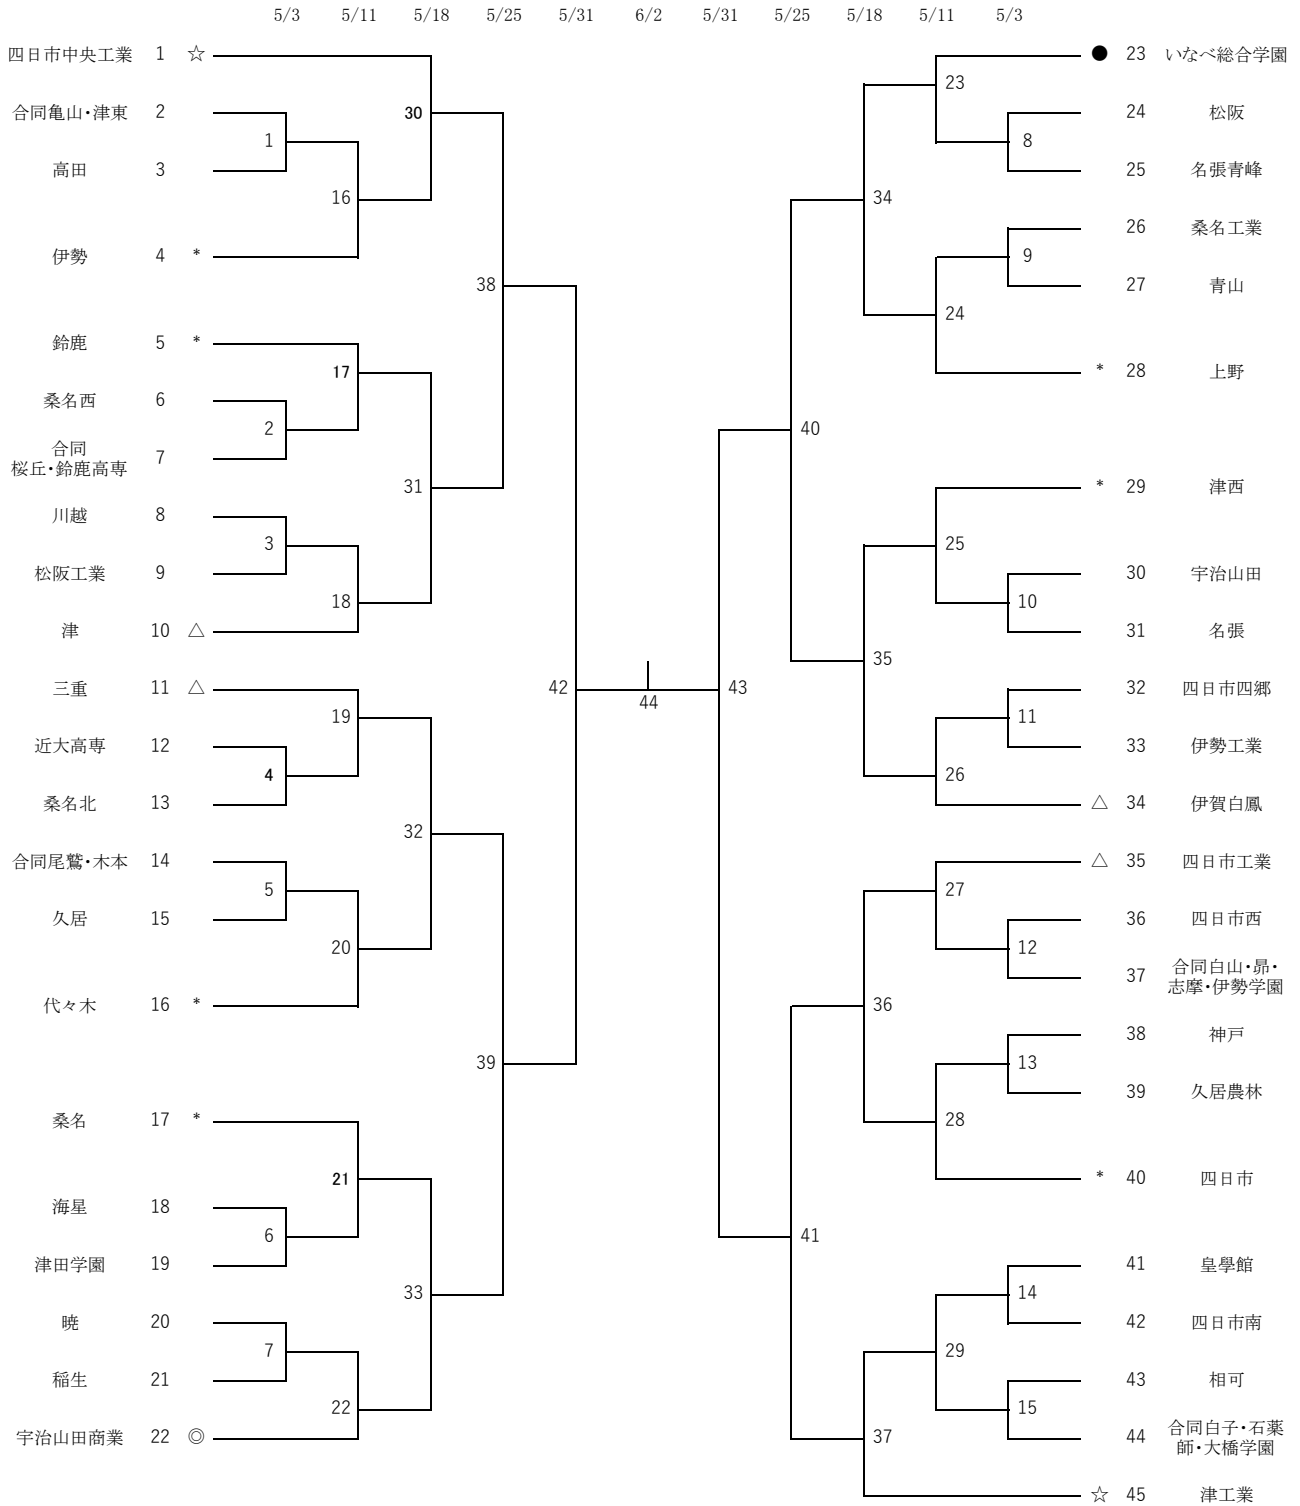 5/3 5/11 5/18 5/25 5/31 6/2 5/31 5/25 5/18 5/11 5/3
四日市中央工業 1 ☆
合同亀山・津東 2
高田 3
伊勢 4 *
鈴鹿 5 *
桑名西 6
合同
桜丘・鈴鹿高専 7
川越 8
松阪工業 9
津 10 △
三重 11 △
近大高専 12
桑名北 13
合同尾鷲・木本 14
久居 15
代々木 16 *
桑名 17 *
海星 18
津田学園 19
暁 20
稲生 21
宇治山田商業 22 ◎
1
2
3
4
5
6
7
16
17
18
19
20
21
22
30
31
32
33
38
39
42
44
43
40
41
34
35
36
37
23
24
25
26
27
28
29
8
9
10
11
12
13
14
15
● 23 いなべ総合学園
24 松阪
25 名張青峰
26 桑名工業
27 青山
* 28 上野
* 29 津西
30 宇治山田
31 名張
32 四日市四郷
33 伊勢工業
△ 34 伊賀白鳳
△ 35 四日市工業
36 四日市西
37 合同白山・昴・
志摩・伊勢学園
38 神戸
39 久居農林
* 40 四日市
41 皇學館
42 四日市南
43 相可
44 合同白子・石薬
師・大橋学園
☆ 45 津工業